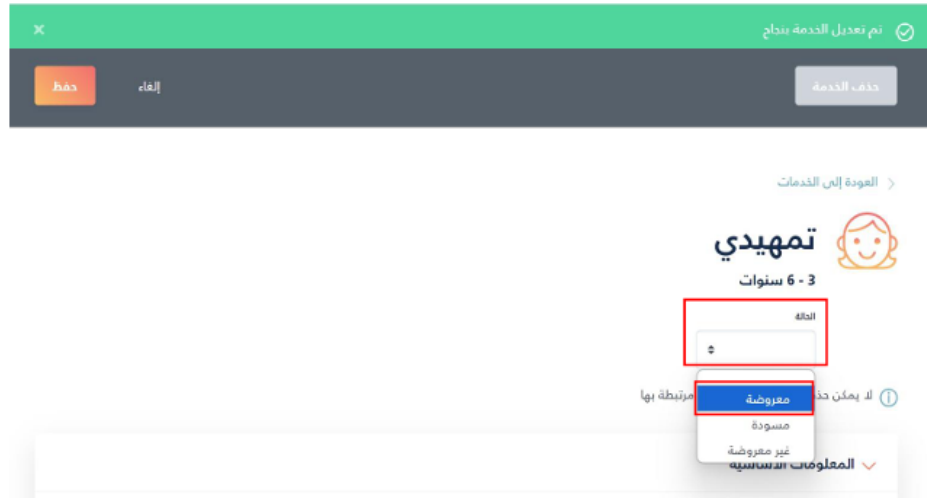 تم تعديل الخدمة بنجاح ×
حذف الخدمة إلغاء حفظ
العودة إلى الخدمات
تمهيدي
3 - 6 سنوات
الحالة
لا يمكن حذ مرتبطة بها
معروضة
مسودة
غير معروضة
المعلومات الأساسية